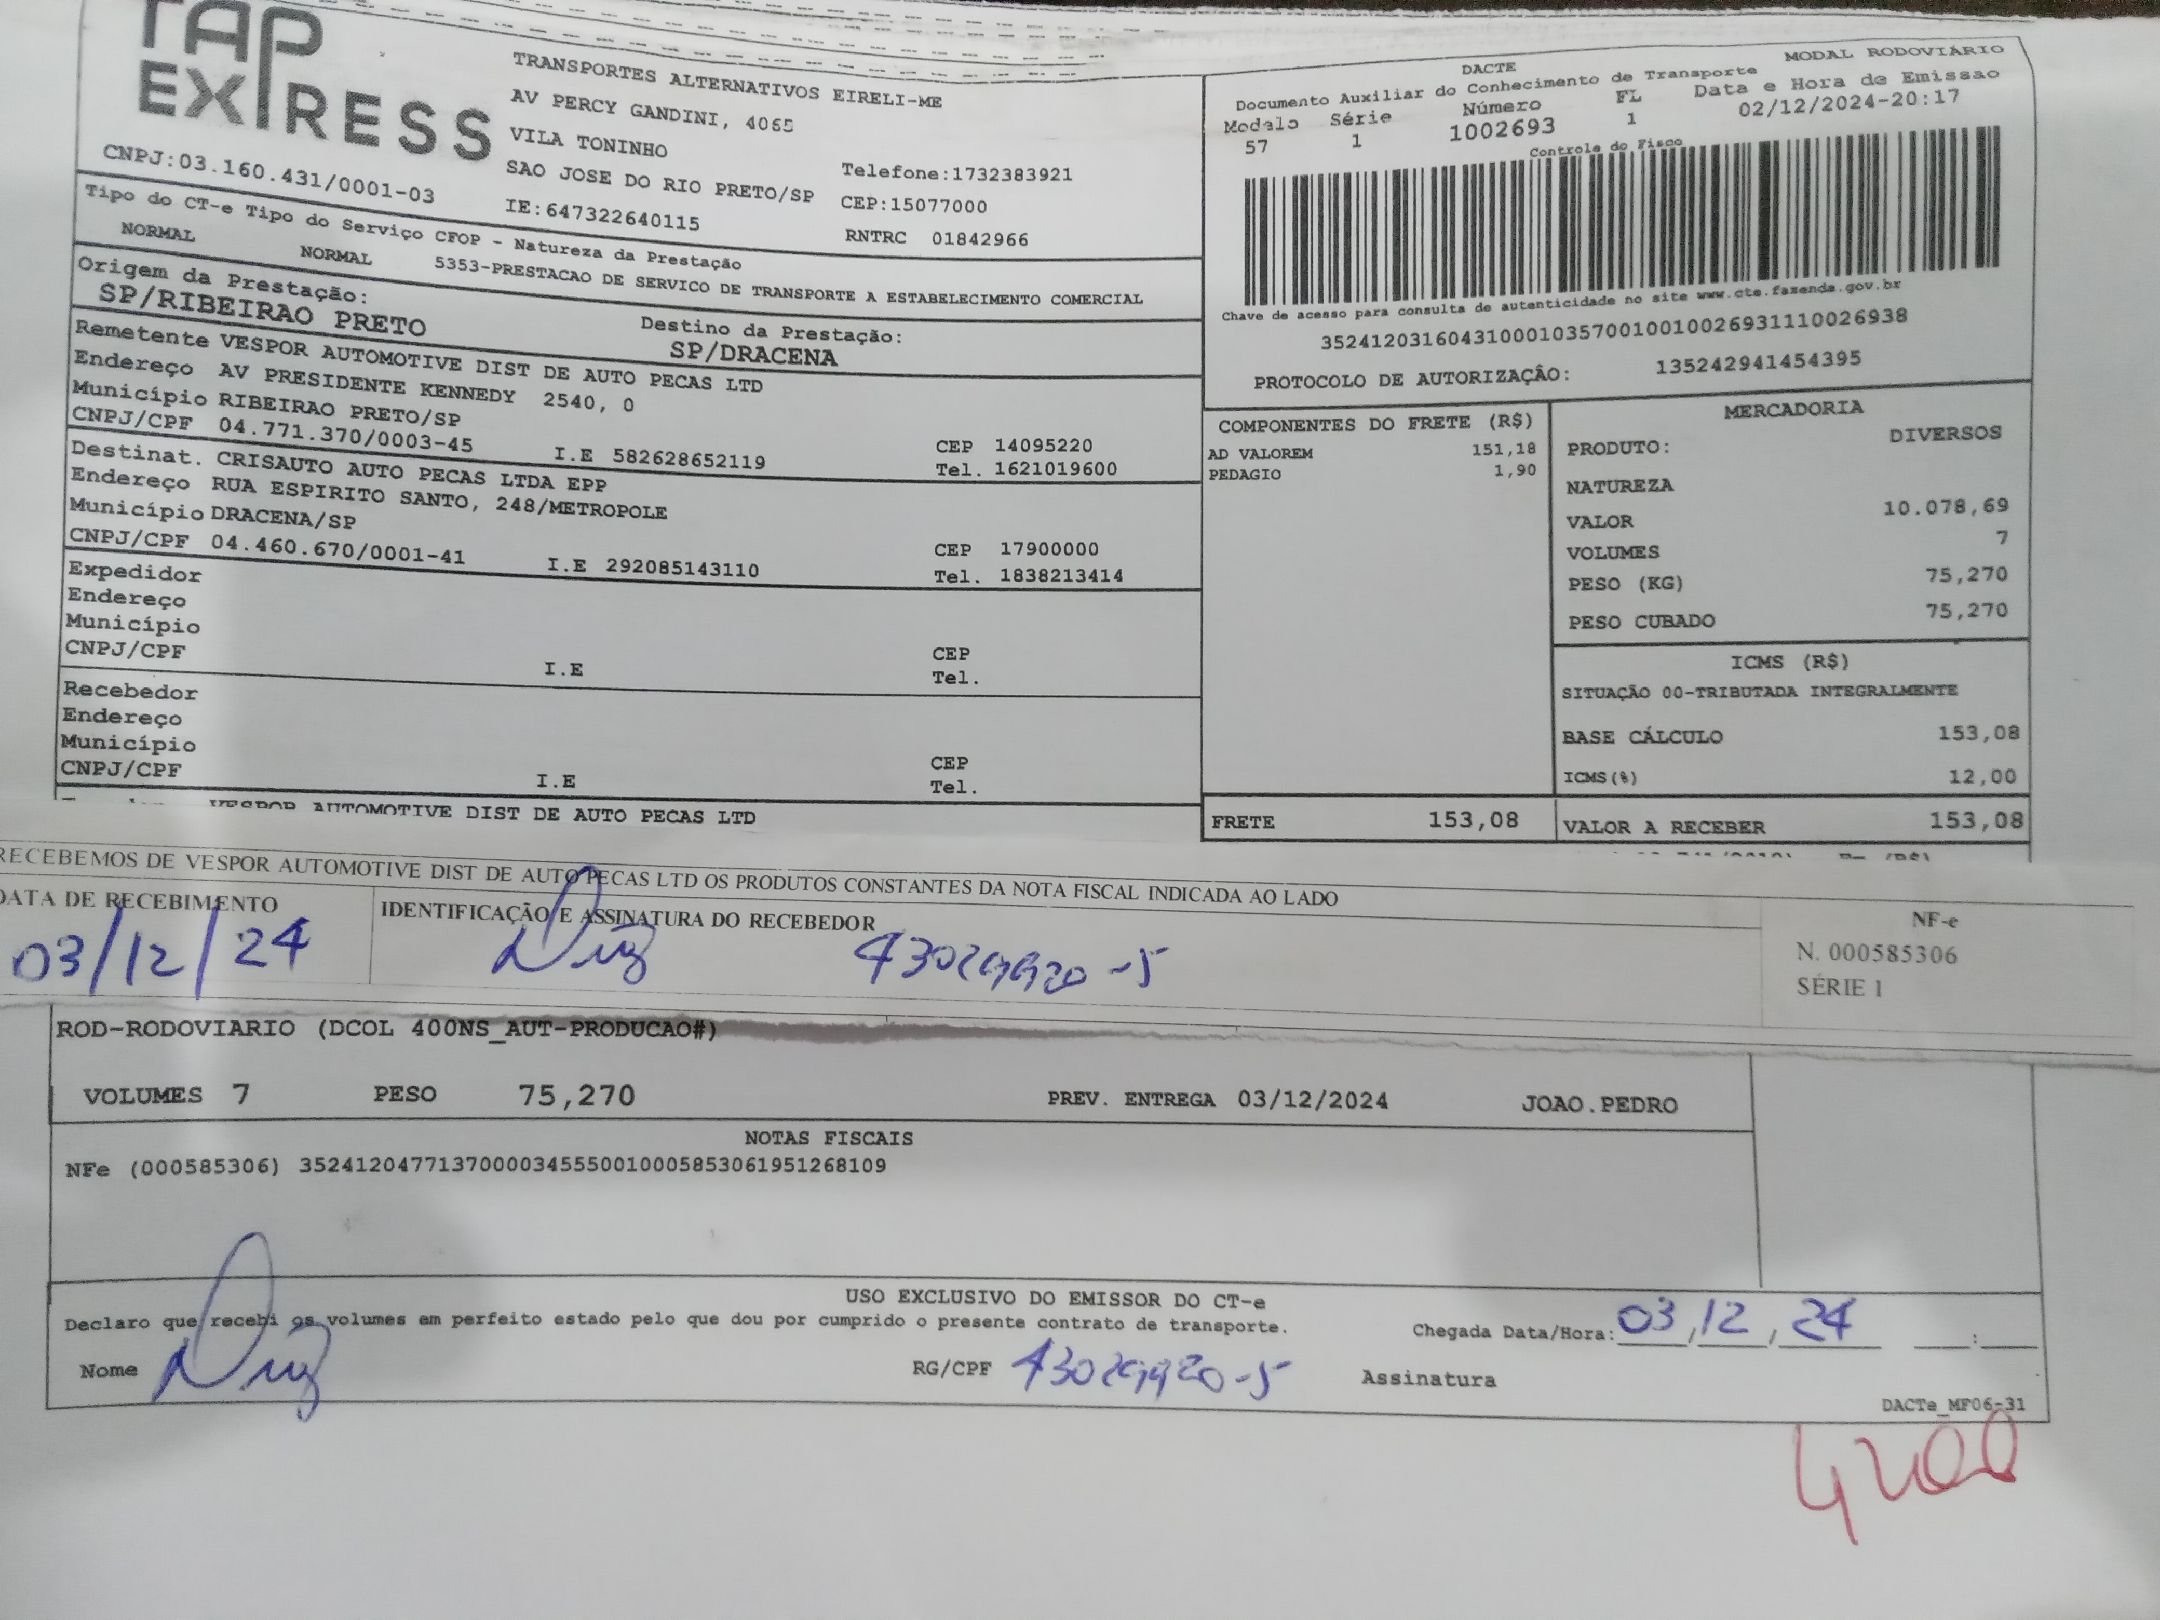 TAP
EXPRESS
CNPJ:03.160.431/0001-03
TRANSPORTES ALTERNATIVOS EIRELI-ME
AV PERCY GANDINI, 4065
VILA TONINHO
SAO JOSE DO RIO PRETO/SP
IE:647322640115
Telefone:1732383921
CEP:15077000
RNTRC 01842966
DACTE
MODAL RODOVIÁRIO
Documento Auxiliar do Conhecimento de Transporte
Modelo Série Número FL Data e Hora de Emissao
57 1 1002693 1 02/12/2024-20:17
Controle do Fisco
Chave de acesso para consulta de autenticidade no site www.cte.fazenda.gov.br
35241203160431000103570010010026931110026938
PROTOCOLO DE AUTORIZAÇÂO: 135242941454395
Tipo do CT-e Tipo do Serviço CFOP - Natureza da Prestação
NORMAL NORMAL 5353-PRESTACAO DE SERVICO DE TRANSPORTE A ESTABELECIMENTO COMERCIAL
Origem da Prestação:
SP/RIBEIRAO PRETO
Destino da Prestação:
SP/DRACENA
Remetente VESPOR AUTOMOTIVE DIST DE AUTO PECAS LTD
Endereço AV PRESIDENTE KENNEDY 2540, 0
Município RIBEIRAO PRETO/SP
CEP 14095220
CNPJ/CPF 04.771.370/0003-45 I.E 582628652119 Tel. 1621019600
Destinat. CRISAUTO AUTO PECAS LTDA EPP
Endereço RUA ESPIRITO SANTO, 248/METROPOLE
Município DRACENA/SP
CEP 17900000
CNPJ/CPF 04.460.670/0001-41 I.E 292085143110 Tel. 1838213414
Expedidor
Endereço
Município
CEP
CNPJ/CPF I.E Tel.
Recebedor
Endereço
Município
CEP
CNPJ/CPF I.E Tel.
VESPOR AUTOMOTIVE DIST DE AUTO PECAS LTD
COMPONENTES DO FRETE (R$)
AD VALOREM 151,18
PEDAGIO 1,90
FRETE 153,08
MERCADORIA
PRODUTO: DIVERSOS
NATUREZA
VALOR 10.078,69
VOLUMES 7
PESO (KG) 75,270
PESO CUBADO 75,270
ICMS (R$)
SITUAÇÃO 00-TRIBUTADA INTEGRALMENTE
BASE CÁLCULO 153,08
ICMS(%) 12,00
VALOR A RECEBER 153,08
RECEBEMOS DE VESPOR AUTOMOTIVE DIST DE AUTO PECAS LTD OS PRODUTOS CONSTANTES DA NOTA FISCAL INDICADA AO LADO
DATA DE RECEBIMENTO
03/12/24
IDENTIFICAÇÃO E ASSINATURA DO RECEBEDOR
NF-e
N. 000585306
SÉRIE 1
ROD-RODOVIARIO (DCOL 400NS_AUT-PRODUCAO#)
VOLUMES 7 PESO 75,270 PREV. ENTREGA 03/12/2024 JOAO.PEDRO
NOTAS FISCAIS
NFe (000585306) 35241204771370000345550010005853061951268109
USO EXCLUSIVO DO EMISSOR DO CT-e
Declaro que recebi os volumes em perfeito estado pelo que dou por cumprido o presente contrato de transporte.
Chegada Data/Hora: 03/12/24 :
Nome
RG/CPF
Assinatura
DACTe_MF06-31